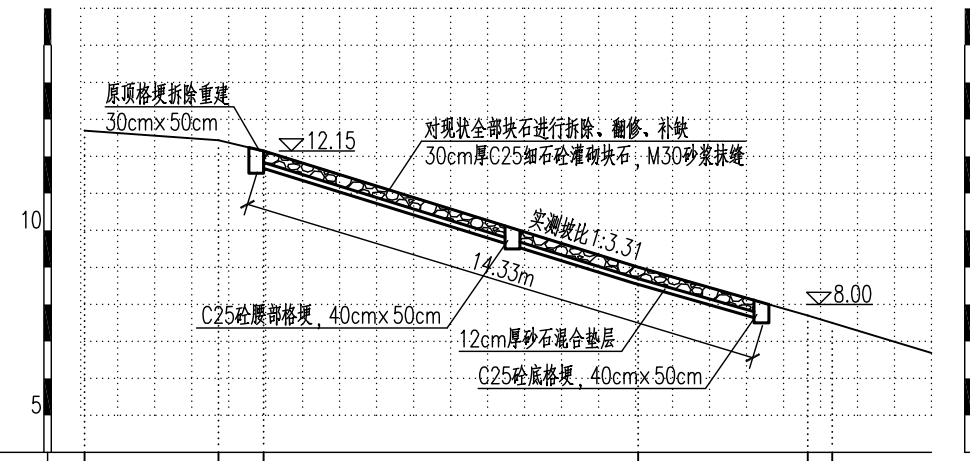 原顶格埂拆除重建
30cm×50cm
12.15
对现状全部块石进行拆除、翻修、补缺
30cm厚C25细石砼灌砌块石，M30砂浆抹缝
10
实测坡比1:3.31
14.33m
8.00
C25砼腰部格埂，40cm×50cm
12cm厚砂石混合垫层
C25砼底格埂，40cm×50cm
5